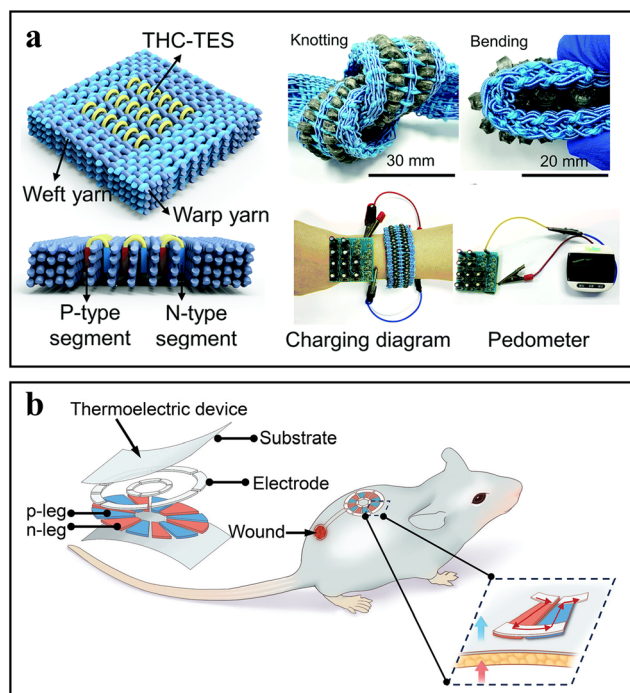 a
THC-TES
Weft yarn
Warp yarn
P-type
segment
N-type
segment
Knotting
30 mm
Bending
20 mm
Charging diagram
Pedometer
b
Thermoelectric device
Substrate
Electrode
p-leg
n-leg
Wound